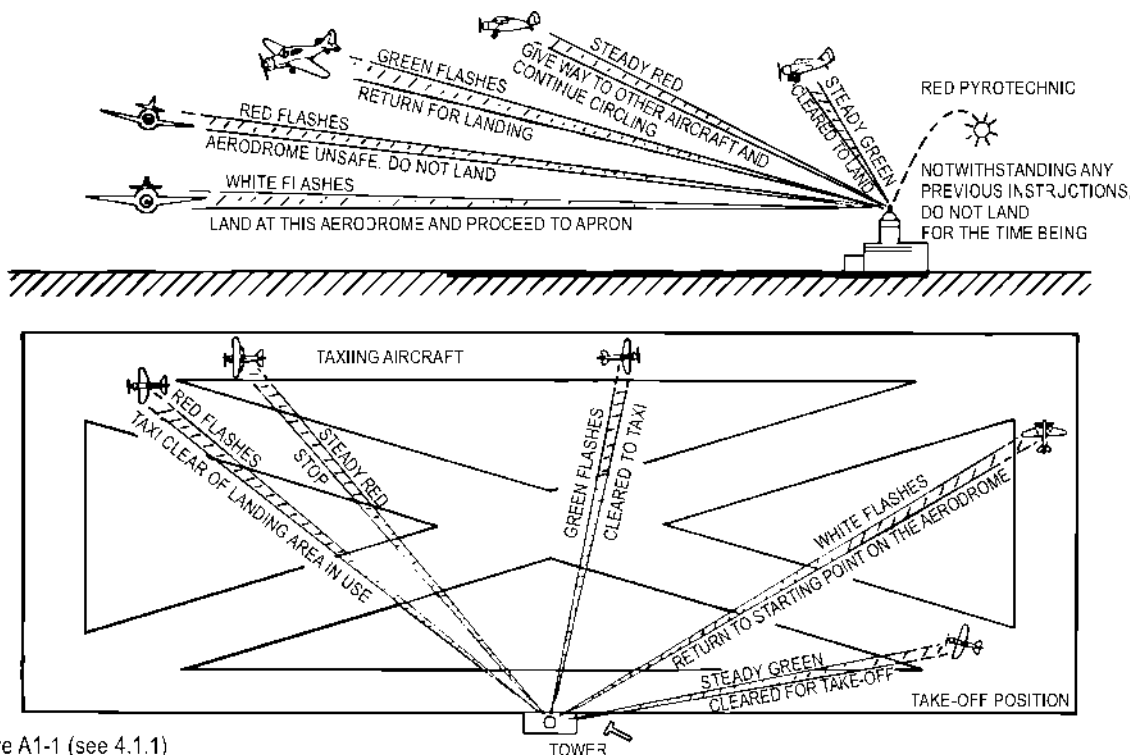 STEADY RED
GIVE WAY TO OTHER AIRCRAFT AND
CONTINUE CIRCLING
GREEN FLASHES
RETURN FOR LANDING
STEADY GREEN
CLEARED TO LAND
RED PYROTECHNIC
RED FLASHES
AERODROME UNSAFE, DO NOT LAND
WHITE FLASHES
LAND AT THIS AERODROME AND PROCEED TO APRON
NOTWITHSTANDING ANY
PREVIOUS INSTRUCTIONS,
DO NOT LAND
FOR THE TIME BEING
TAXIING AIRCRAFT
RED FLASHES
TAXI CLEAR OF LANDING AREA IN USE
STEADY RED
STOP
GREEN FLASHES
CLEARED TO TAXI
WHITE FLASHES
RETURN TO STARTING POINT ON THE AERODROME
STEADY GREEN
CLEARED FOR TAKE-OFF
TAKE-OFF POSITION
TOWER
A1-1 (see 4.1.1)